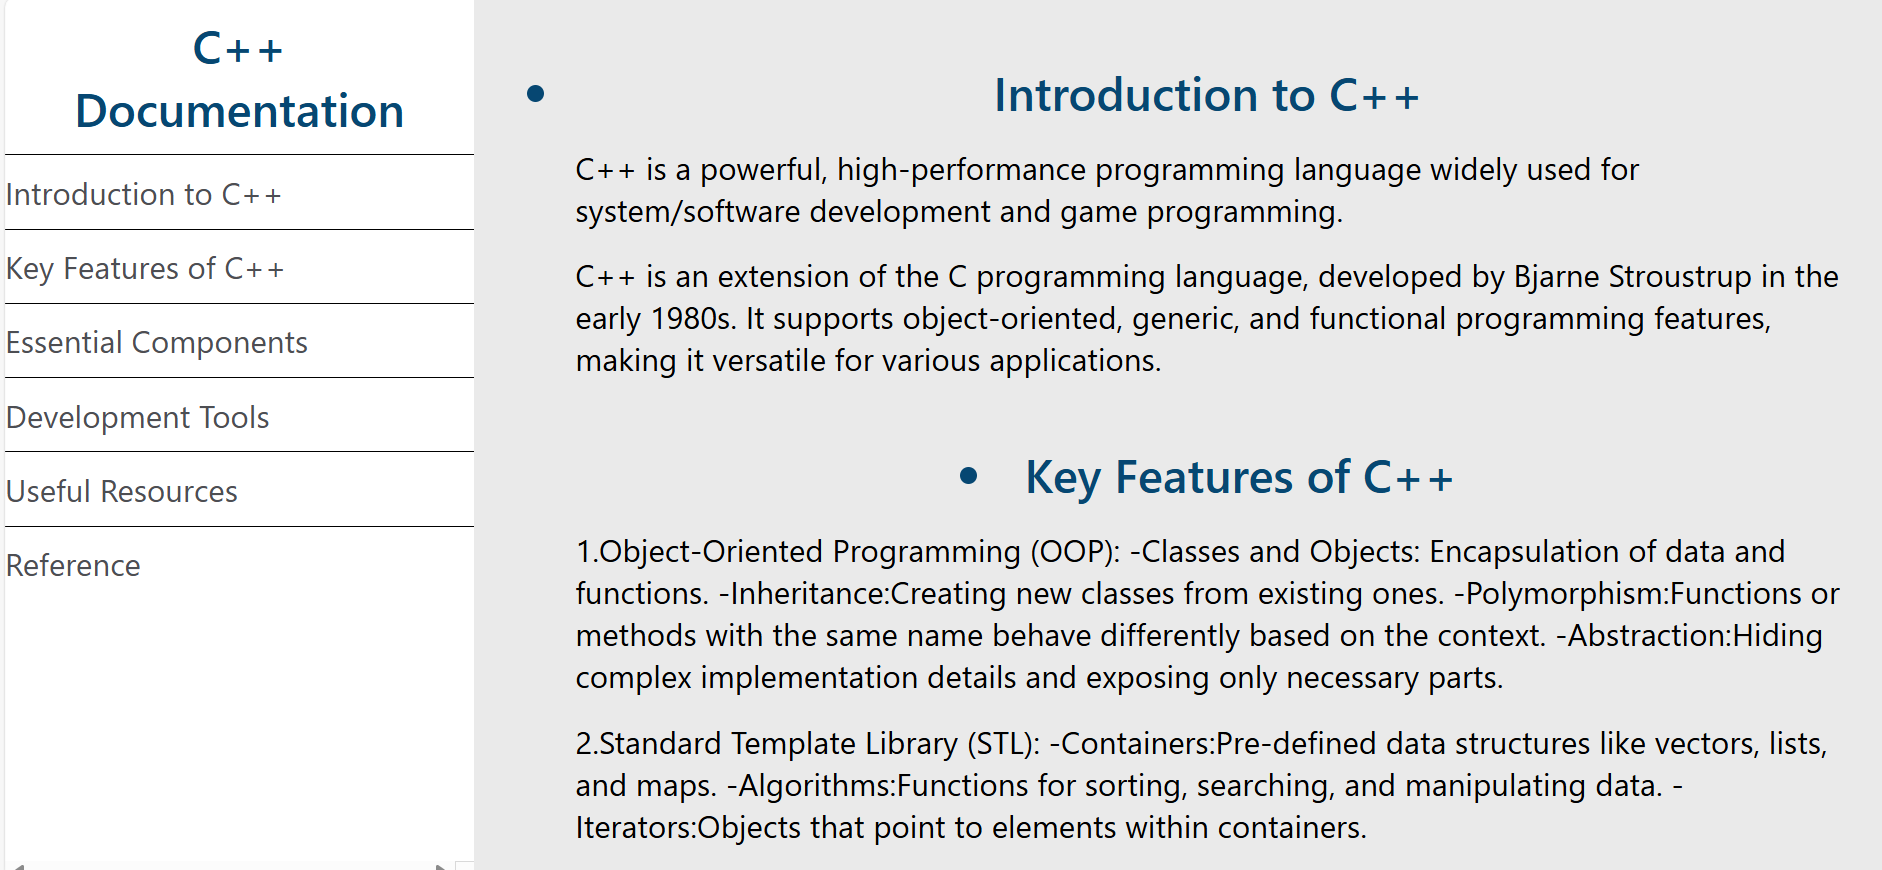 C++
Documentation
Introduction to C++
Key Features of C++
Essential Components
Development Tools
Useful Resources
Reference
• Introduction to C++
C++ is a powerful, high-performance programming language widely used for
system/software development and game programming.
C++ is an extension of the C programming language, developed by Bjarne Stroustrup in the
early 1980s. It supports object-oriented, generic, and functional programming features,
making it versatile for various applications.
• Key Features of C++
1.Object-Oriented Programming (OOP): -Classes and Objects: Encapsulation of data and
functions. -Inheritance:Creating new classes from existing ones. -Polymorphism:Functions or
methods with the same name behave differently based on the context. -Abstraction:Hiding
complex implementation details and exposing only necessary parts.
2.Standard Template Library (STL): -Containers:Pre-defined data structures like vectors, lists,
and maps. -Algorithms:Functions for sorting, searching, and manipulating data. -
Iterators:Objects that point to elements within containers.